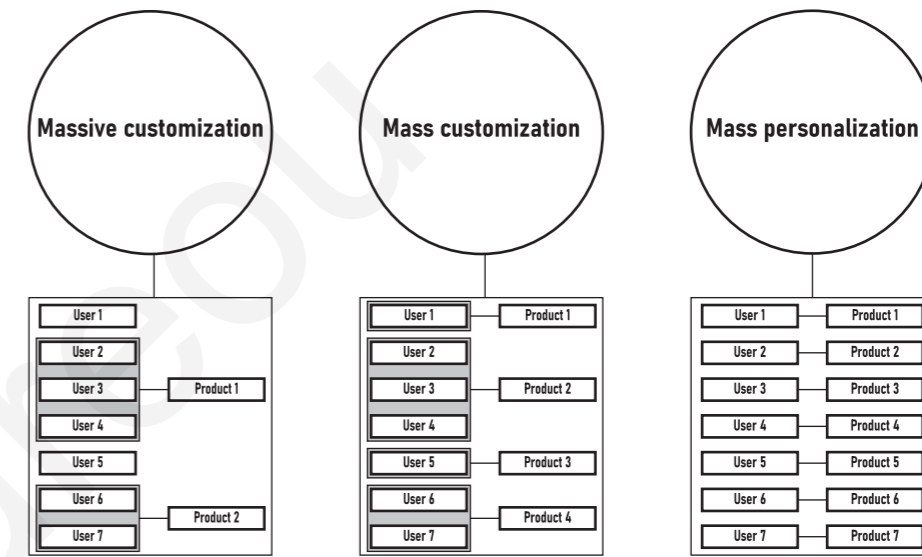 Massive customization
Mass customization
Mass personalization
User 1
User 2
User 3
Product 1
User 4
User 5
User 6
Product 2
User 7
User 1
Product 1
User 2
User 3
Product 2
User 4
User 5
Product 3
User 6
Product 4
User 7
User 1
Product 1
User 2
Product 2
User 3
Product 3
User 4
Product 4
User 5
Product 5
User 6
Product 6
User 7
Product 7